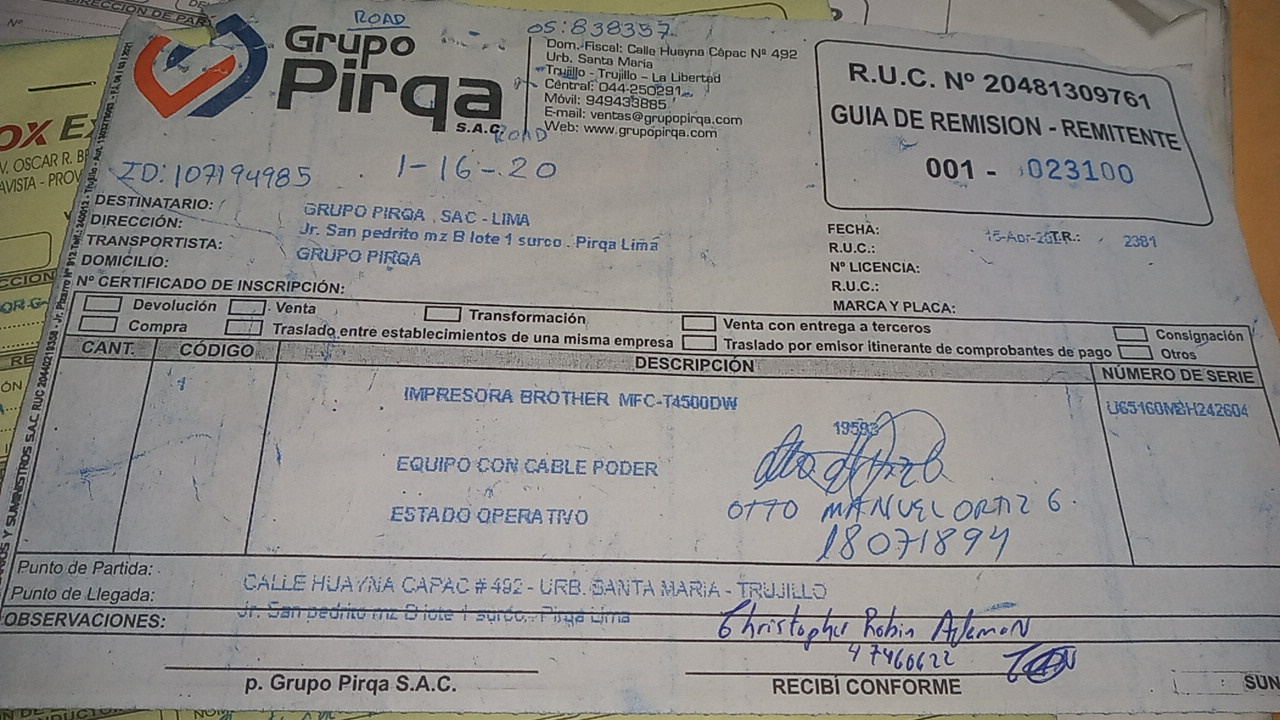 ROAD
OS: 838357
Grupo
Pirqa
S.A.C.
ROAD
Dom. Fiscal: Calle Huayna Cápac Nº 492
Urb. Santa María
Trujillo - Trujillo - La Libertad
Central: 044-250291
Móvil: 949433885
E-mail: ventas@grupopirqa.com
Web: www.grupopirqa.com
R.U.C. Nº 20481309761
GUIA DE REMISION - REMITENTE
001 - 023100
ID: 107194985
1-16-20
DESTINATARIO: GRUPO PIRQA . SAC - LIMA
DIRECCIÓN: Jr. San pedrito mz B lote 1 surco . Pirqa Lima
TRANSPORTISTA: GRUPO PIRQA
DOMICILIO:
Nº CERTIFICADO DE INSCRIPCIÓN:
FECHA: T.R.: 2381
R.U.C.:
Nº LICENCIA:
R.U.C.:
MARCA Y PLACA:
Devolución Venta Transformación Venta con entrega a terceros Consignación
Compra Traslado entre establecimientos de una misma empresa Traslado por emisor itinerante de comprobantes de pago Otros
CANT. CÓDIGO DESCRIPCIÓN NÚMERO DE SERIE
1 IMPRESORA BROTHER MFC-T4500DW
19593
EQUIPO CON CABLE PODER
ESTADO OPERATIVO
OTTO MANUEL ORTIZ G.
18071894
Punto de Partida: CALLE HUAYNA CAPAC # 492 - URB. SANTA MARIA - TRUJILLO
Punto de Llegada: Jr. San pedrito mz B lote 1 surco . Pirqa Lima
OBSERVACIONES:
Christopher Robin
47460622
p. Grupo Pirqa S.A.C.
RECIBÍ CONFORME